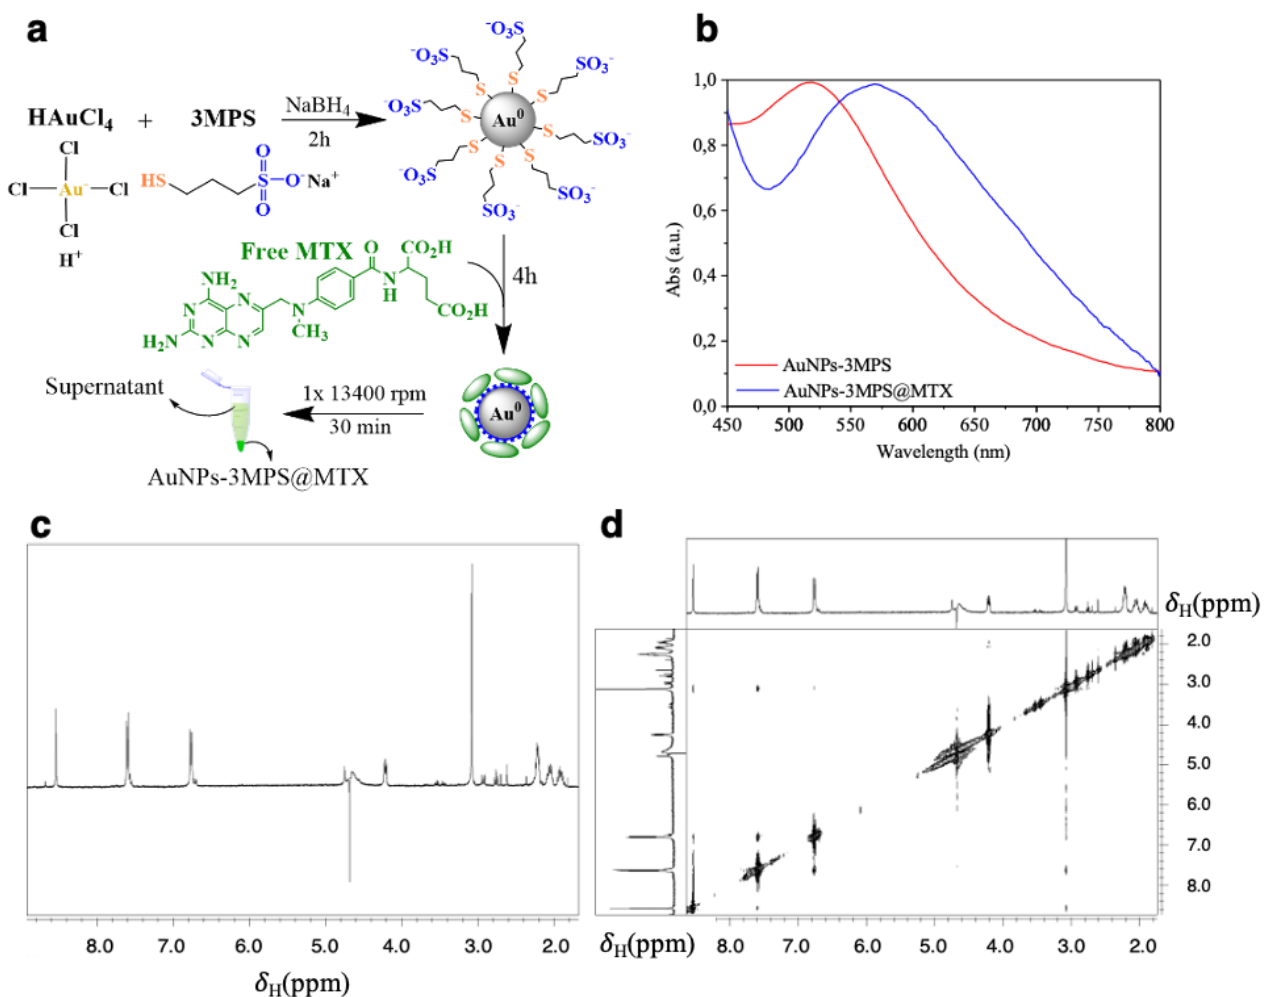 a
HAuCl4 + 3MPS
NaBH4
2h
Cl
Cl Au- Cl
Cl
H+
HS
O
S O- Na+
O
-O3S
-O3S
SO3-
-O3S
SO3-
-O3S
SO3-
SO3-
S
S
S
S
S
S
S
S
Au0
Free MTX
O
CO2H
N
H
CO2H
NH2
N
N
N
N
H2N
N
CH3
4h
Au0
1x 13400 rpm
30 min
Supernatant
AuNPs-3MPS@MTX
b
1,0
0,8
0,6
0,4
0,2
0,0
Abs (a.u.)
AuNPs-3MPS
AuNPs-3MPS@MTX
450 500 550 600 650 700 750 800
Wavelength (nm)
c
8.0 7.0 6.0 5.0 4.0 3.0 2.0
δH(ppm)
d
δH(ppm)
2.0
3.0
4.0
5.0
6.0
7.0
8.0
δH(ppm) 8.0 7.0 6.0 5.0 4.0 3.0 2.0